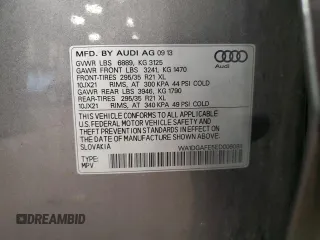 MFD. BY AUDI AG 09 13
GVWR LBS 6889, KG 3125
GAWR FRONT LBS 3241, KG 1470
FRONT-TIRES 295/35 R21 XL
10JX21 RIMS, AT 300 KPA 44 PSI COLD
GAWR REAR LBS 3946, KG 1790
REAR-TIRES 295/35 R21 XL
10JX21 RIMS, AT 340 KPA 49 PSI COLD
Audi
THIS VEHICLE CONFORMS TO ALL APPLICABLE
U.S. FEDERAL MOTOR VEHICLE SAFETY AND
THEFT PREVENTION STANDARDS IN EFFECT ON
THE DATE OF MANUFACTURE SHOWN ABOVE.
SLOVAKIA
TYPE:
MPV
AUTOBIDMASTER
DREAMBID